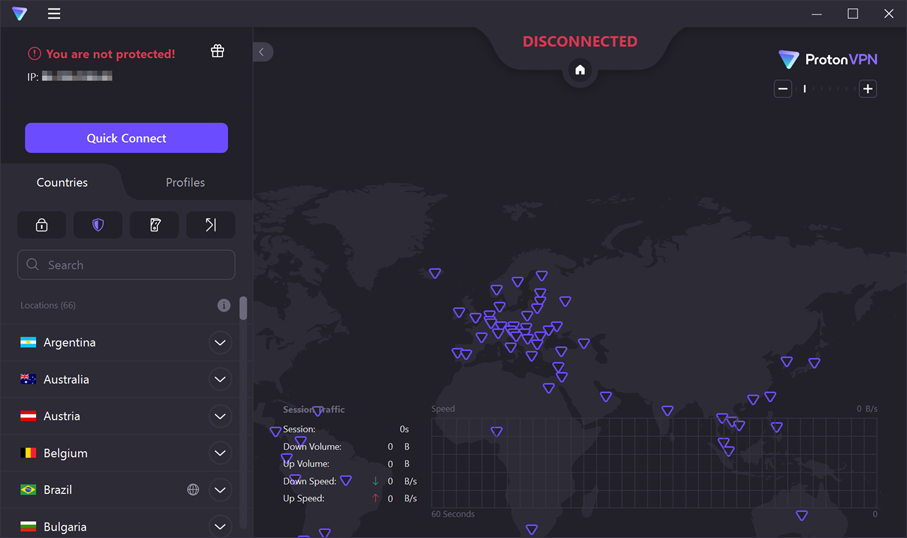 DISCONNECTED
You are not protected!
IP:
ProtonVPN
Quick Connect
Countries
Profiles
Search
Locations (66)
Argentina
Australia
Austria
Belgium
Brazil
Bulgaria
Session Traffic
Session: 0s
Down Volume: 0 B
Up Volume: 0 B
Down Speed: 0 B/s
Up Speed: 0 B/s
Speed
0 B/s
60 Seconds
0